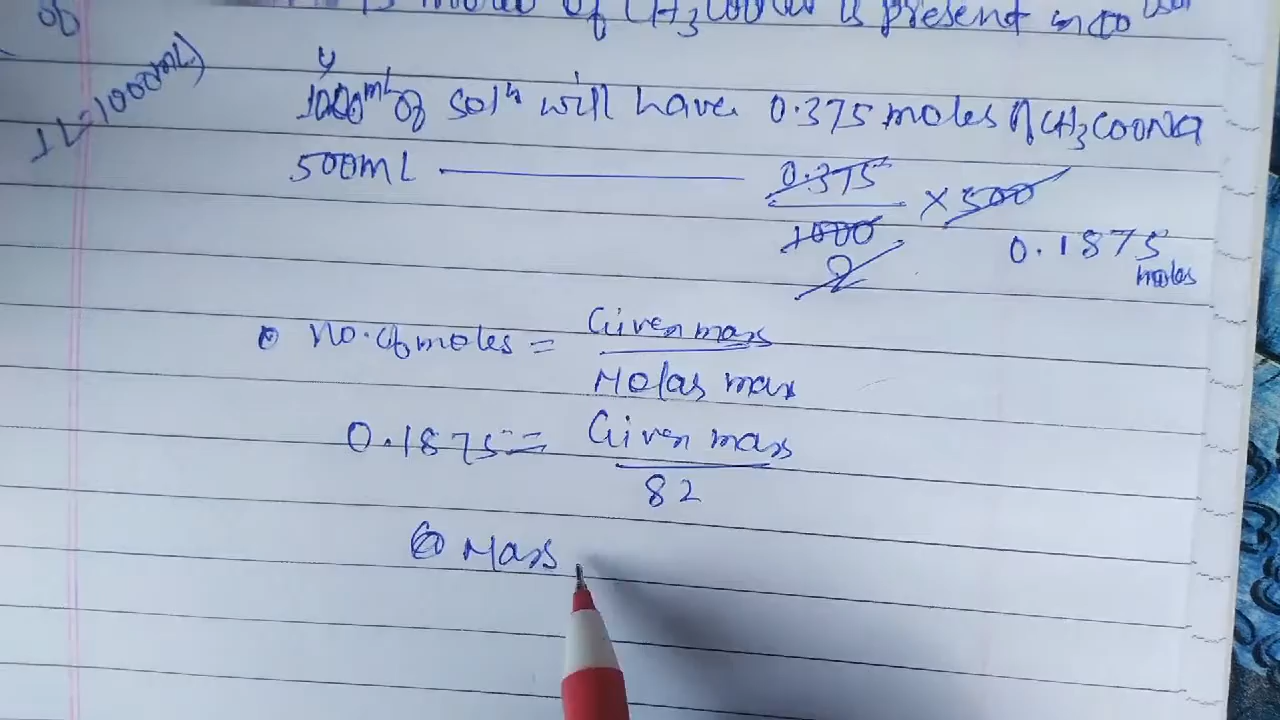 of CH3COONa is present in
1L = 1000mL)
1000mL of solⁿ will have 0.375 moles of CH3COONa
500mL ——— 0.375/1000 × 500
2
0.1875 moles
No. of moles = Given mass / Molar mass
0.1875 = Given mass / 82
Mass